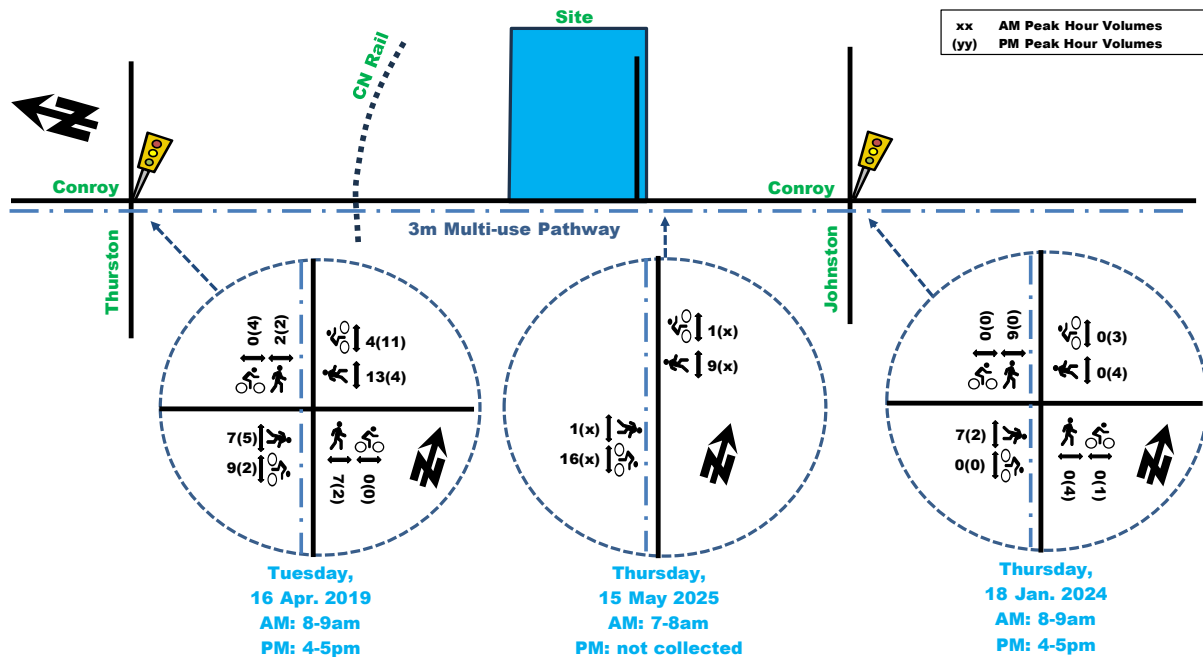 Site
xx AM Peak Hour Volumes
(yy) PM Peak Hour Volumes
CN Rail
N
Conroy
Conroy
3m Multi-use Pathway
Thurston
Johnston
0(4)
2(2)
4(11)
13(4)
7(5)
9(2)
7(2)
0(0)
N
1(x)
9(x)
1(x)
16(x)
N
0(0)
9(0)
0(3)
0(4)
7(2)
0(0)
0(4)
0(1)
N
Tuesday,
16 Apr. 2019
AM: 8-9am
PM: 4-5pm
Thursday,
15 May 2025
AM: 7-8am
PM: not collected
Thursday,
18 Jan. 2024
AM: 8-9am
PM: 4-5pm